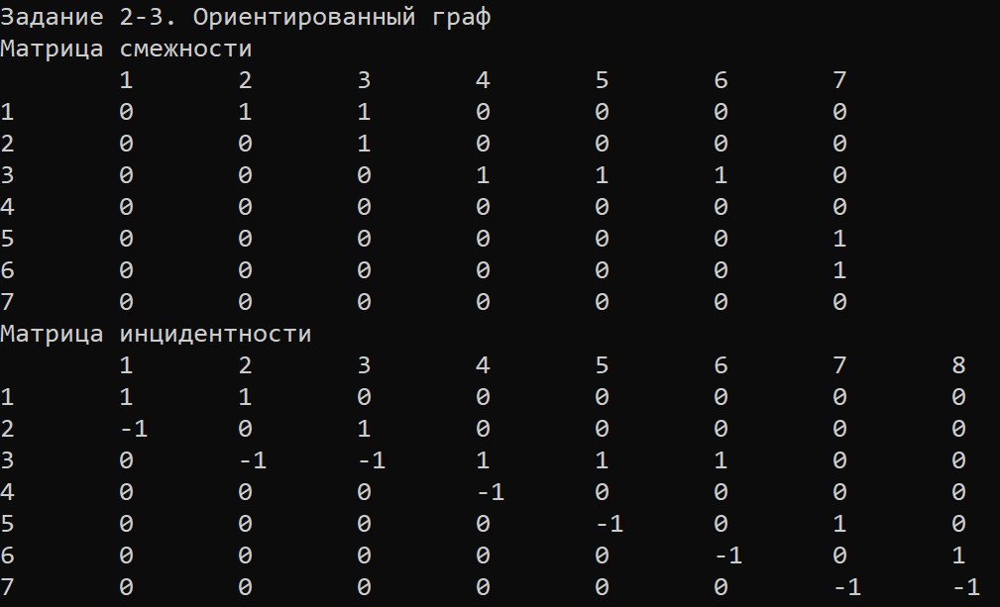 Задание 2-3. Ориентированный граф
Матрица смежности
1 2 3 4 5 6 7
1 0 1 1 0 0 0 0
2 0 0 1 0 0 0 0
3 0 0 0 1 1 1 0
4 0 0 0 0 0 0 0
5 0 0 0 0 0 0 1
6 0 0 0 0 0 0 1
7 0 0 0 0 0 0 0
Матрица инцидентности
1 2 3 4 5 6 7 8
1 1 1 0 0 0 0 0 0
2 -1 0 1 0 0 0 0 0
3 0 -1 -1 1 1 1 0 0
4 0 0 0 -1 0 0 0 0
5 0 0 0 0 -1 0 1 0
6 0 0 0 0 0 -1 0 1
7 0 0 0 0 0 0 -1 -1